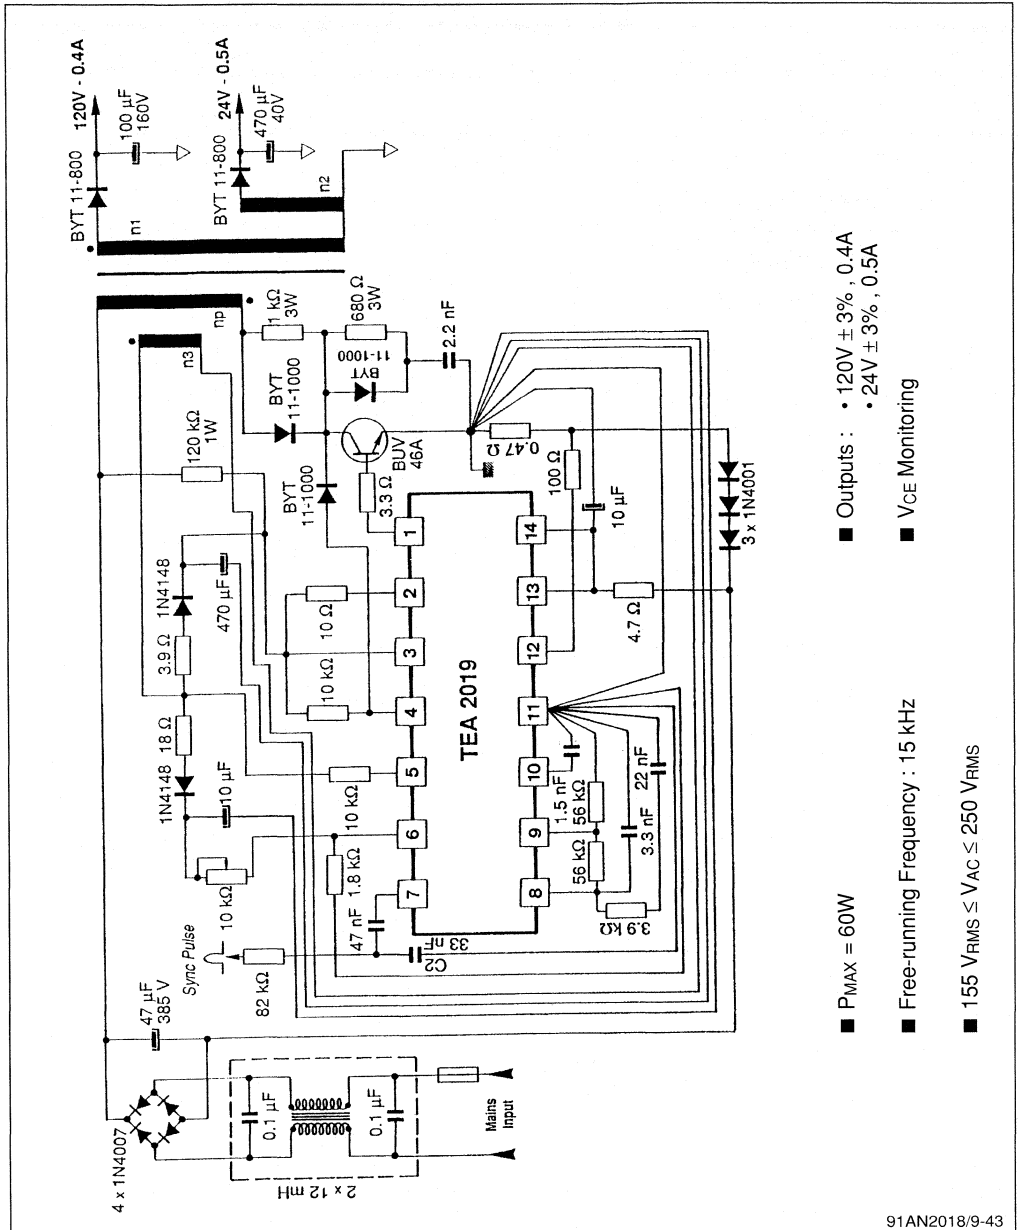 120V - 0.4A
100 µF
160V
BYT 11-800
n1
24V - 0.5A
470 µF
40V
BYT 11-800
n2
np
n3
1 kΩ
3W
680 Ω
3W
BYT
11-1000
BYT
11-1000
2.2 nF
120 kΩ
1W
BYT
11-1000
BUV
46A
3.3 Ω
0.47Ω
100 Ω
10 µF
4.7 Ω
3 x 1N4001
1N4148
470 µF
3.9 Ω
18 Ω
1N4148
10 µF
10 kΩ
10 Ω
10 kΩ
10 kΩ
1.8 kΩ
47 nF
C2
33 nF
Sync Pulse
82 kΩ
TEA 2019
1
2
3
4
5
6
7
14
13
12
11
10
9
8
1.5 nF
56 kΩ
56 kΩ
3.3 nF
22 nF
3.9 kΩ
47 µF
385 V
4 x 1N4007
0.1 µF
0.1 µF
2 x 12 mH
Mains
Input
■ PMAX = 60W
■ Free-running Frequency : 15 kHz
■ 155 VRMS ≤ VAC ≤ 250 VRMS
■ Outputs : • 120V ± 3% , 0.4A
• 24V ± 3% , 0.5A
■ VCE Monitoring
91AN2018/9-43